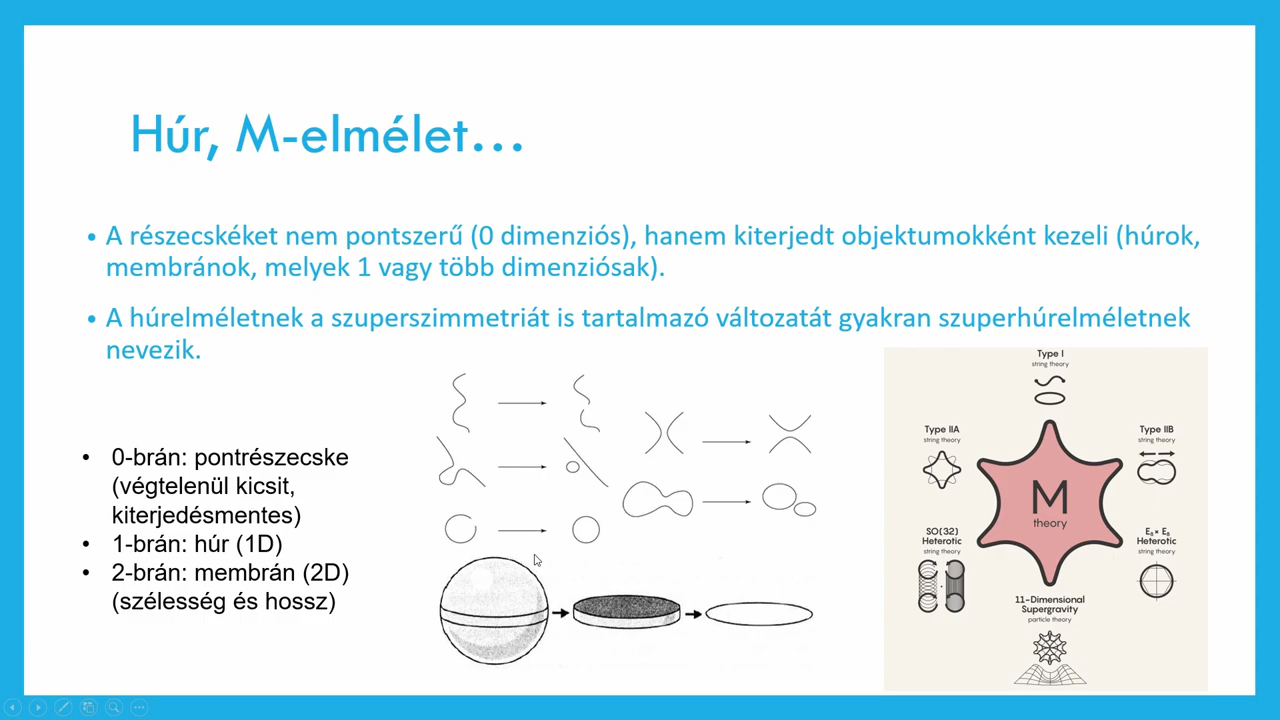 Húr, M-elmélet...
• A részecskéket nem pontszerű (0 dimenziós), hanem kiterjedt objektumokként kezeli (húrok,
membránok, melyek 1 vagy több dimenziósak).
• A húrelméletnek a szuperszimmetriát is tartalmazó változatát gyakran szuperhúrelméletnek
nevezik.
• 0-brán: pontrészecske
(végtelenül kicsit,
kiterjedésmentes)
• 1-brán: húr (1D)
• 2-brán: membrán (2D)
(szélesség és hossz)
Type I
string theory
Type IIA
string theory
Type IIB
string theory
M
theory
SO(32)
Heterotic
string theory
E₈ × E₈
Heterotic
string theory
11-Dimensional
Supergravity
particle theory